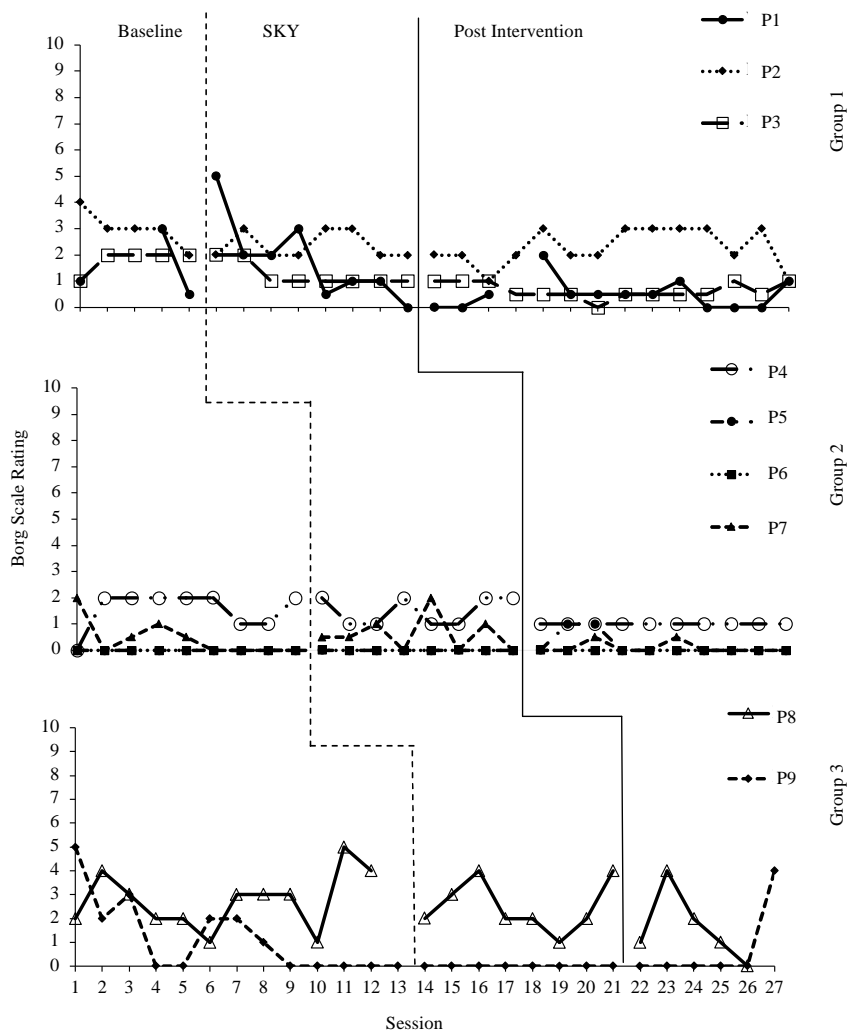 Baseline SKY Post Intervention
P1
P2
P3
Group 1
10
9
8
7
6
5
4
3
2
1
0
P4
P5
P6
P7
Group 2
Borg Scale Rating
10
9
8
7
6
5
4
3
2
1
0
P8
P9
Group 3
10
9
8
7
6
5
4
3
2
1
0
1 2 3 4 5 6 7 8 9 10 11 12 13 14 15 16 17 18 19 20 21 22 23 24 25 26 27
Session